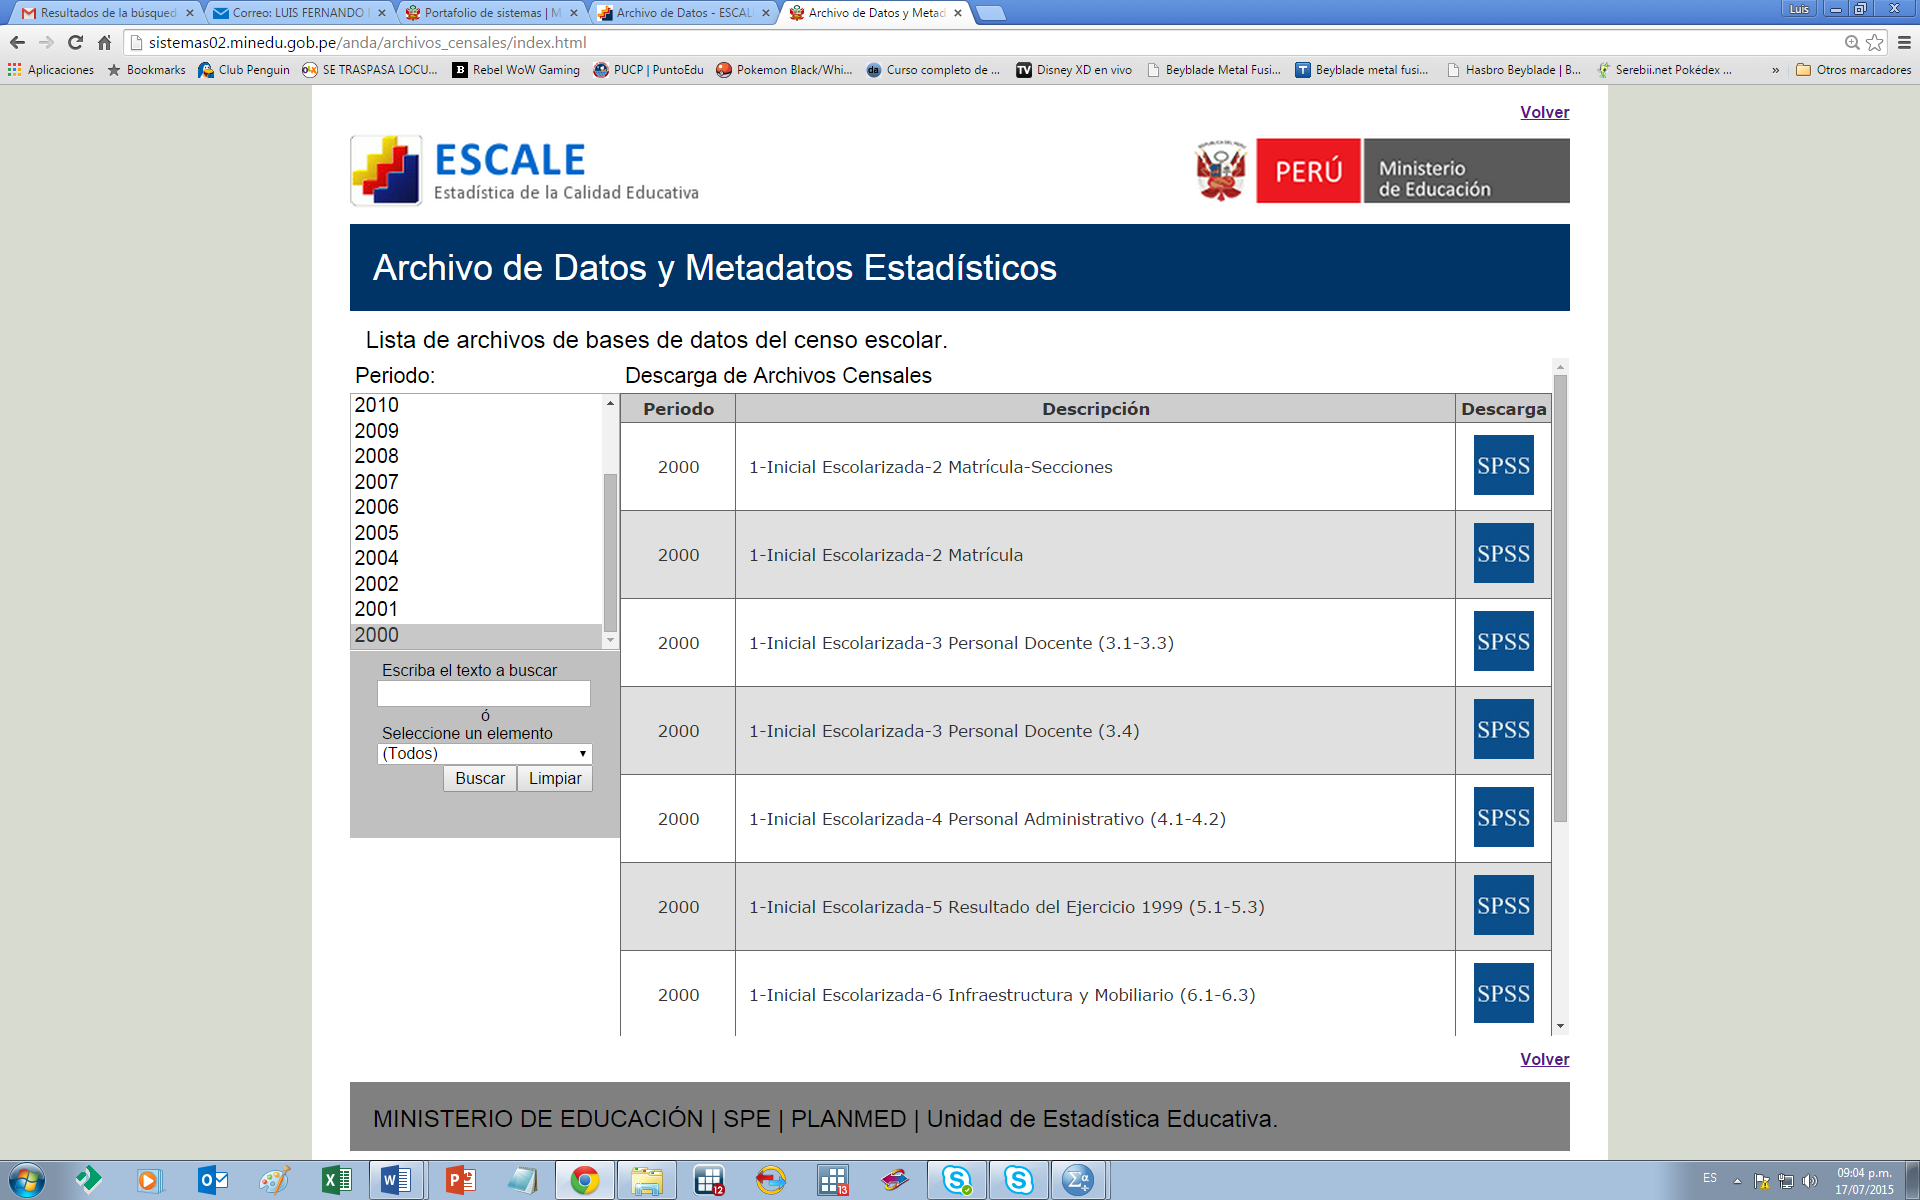 Resultados de la búsqued
Correo: LUIS FERNANDO
Portafolio de sistemas | M
Archivo de Datos - ESCAL
Archivo de Datos y Metad
Luis
sistemas02.minedu.gob.pe/anda/archivos_censales/index.html
Aplicaciones
Bookmarks
Club Penguin
SE TRASPASA LOCU...
B Rebel WoW Gaming
PUCP | PuntoEdu
Pokemon Black/Whi...
da Curso completo de ...
TV Disney XD en vivo
Beyblade Metal Fusi...
T Beyblade metal fusi...
Hasbro Beyblade | B...
Serebii.net Pokédex ...
»
Otros marcadores
Volver
ESCALE
Estadística de la Calidad Educativa
PERÚ
Ministerio
de Educación
Archivo de Datos y Metadatos Estadísticos
Lista de archivos de bases de datos del censo escolar.
Periodo:
2010
2009
2008
2007
2006
2005
2004
2002
2001
2000
Escriba el texto a buscar
ó
Seleccione un elemento
(Todos)
Buscar
Limpiar
Descarga de Archivos Censales
Periodo Descripción Descarga
2000 1-Inicial Escolarizada-2 Matrícula-Secciones SPSS
2000 1-Inicial Escolarizada-2 Matrícula SPSS
2000 1-Inicial Escolarizada-3 Personal Docente (3.1-3.3) SPSS
2000 1-Inicial Escolarizada-3 Personal Docente (3.4) SPSS
2000 1-Inicial Escolarizada-4 Personal Administrativo (4.1-4.2) SPSS
2000 1-Inicial Escolarizada-5 Resultado del Ejercicio 1999 (5.1-5.3) SPSS
2000 1-Inicial Escolarizada-6 Infraestructura y Mobiliario (6.1-6.3) SPSS
Volver
MINISTERIO DE EDUCACIÓN | SPE | PLANMED | Unidad de Estadística Educativa.
12
13
ES
09:04 p.m.
17/07/2015